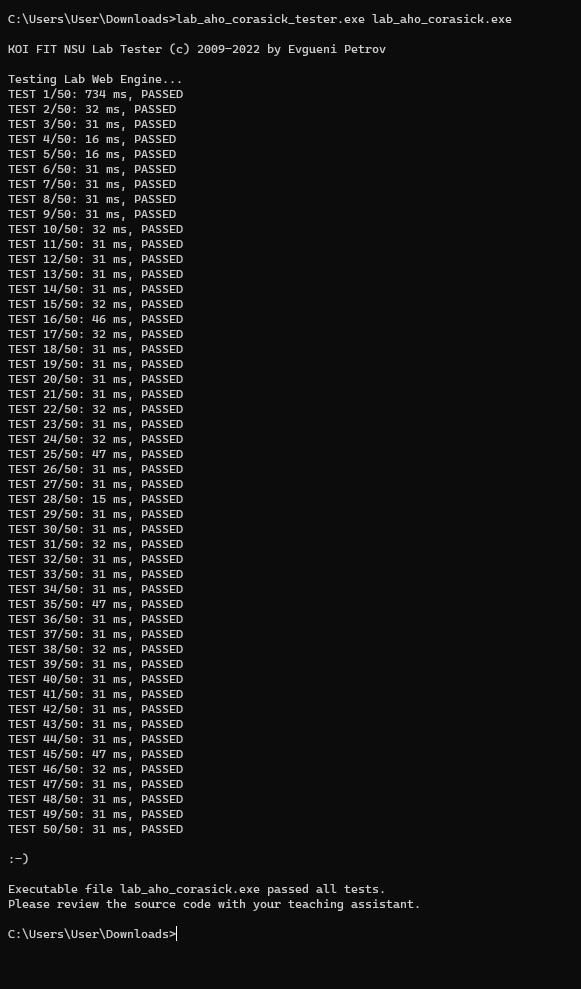 C:\Users\User\Downloads>lab_aho_corasick_tester.exe lab_aho_corasick.exe
KOI FIT NSU Lab Tester (c) 2009-2022 by Evgueni Petrov
Testing Lab Web Engine...
TEST 1/50: 734 ms, PASSED
TEST 2/50: 32 ms, PASSED
TEST 3/50: 31 ms, PASSED
TEST 4/50: 16 ms, PASSED
TEST 5/50: 16 ms, PASSED
TEST 6/50: 31 ms, PASSED
TEST 7/50: 31 ms, PASSED
TEST 8/50: 31 ms, PASSED
TEST 9/50: 31 ms, PASSED
TEST 10/50: 32 ms, PASSED
TEST 11/50: 31 ms, PASSED
TEST 12/50: 31 ms, PASSED
TEST 13/50: 31 ms, PASSED
TEST 14/50: 31 ms, PASSED
TEST 15/50: 32 ms, PASSED
TEST 16/50: 46 ms, PASSED
TEST 17/50: 32 ms, PASSED
TEST 18/50: 31 ms, PASSED
TEST 19/50: 31 ms, PASSED
TEST 20/50: 31 ms, PASSED
TEST 21/50: 31 ms, PASSED
TEST 22/50: 32 ms, PASSED
TEST 23/50: 31 ms, PASSED
TEST 24/50: 32 ms, PASSED
TEST 25/50: 47 ms, PASSED
TEST 26/50: 31 ms, PASSED
TEST 27/50: 31 ms, PASSED
TEST 28/50: 15 ms, PASSED
TEST 29/50: 31 ms, PASSED
TEST 30/50: 31 ms, PASSED
TEST 31/50: 32 ms, PASSED
TEST 32/50: 31 ms, PASSED
TEST 33/50: 31 ms, PASSED
TEST 34/50: 31 ms, PASSED
TEST 35/50: 47 ms, PASSED
TEST 36/50: 31 ms, PASSED
TEST 37/50: 31 ms, PASSED
TEST 38/50: 32 ms, PASSED
TEST 39/50: 31 ms, PASSED
TEST 40/50: 31 ms, PASSED
TEST 41/50: 31 ms, PASSED
TEST 42/50: 31 ms, PASSED
TEST 43/50: 31 ms, PASSED
TEST 44/50: 31 ms, PASSED
TEST 45/50: 47 ms, PASSED
TEST 46/50: 32 ms, PASSED
TEST 47/50: 31 ms, PASSED
TEST 48/50: 31 ms, PASSED
TEST 49/50: 31 ms, PASSED
TEST 50/50: 31 ms, PASSED
:-)
Executable file lab_aho_corasick.exe passed all tests.
Please review the source code with your teaching assistant.
C:\Users\User\Downloads>